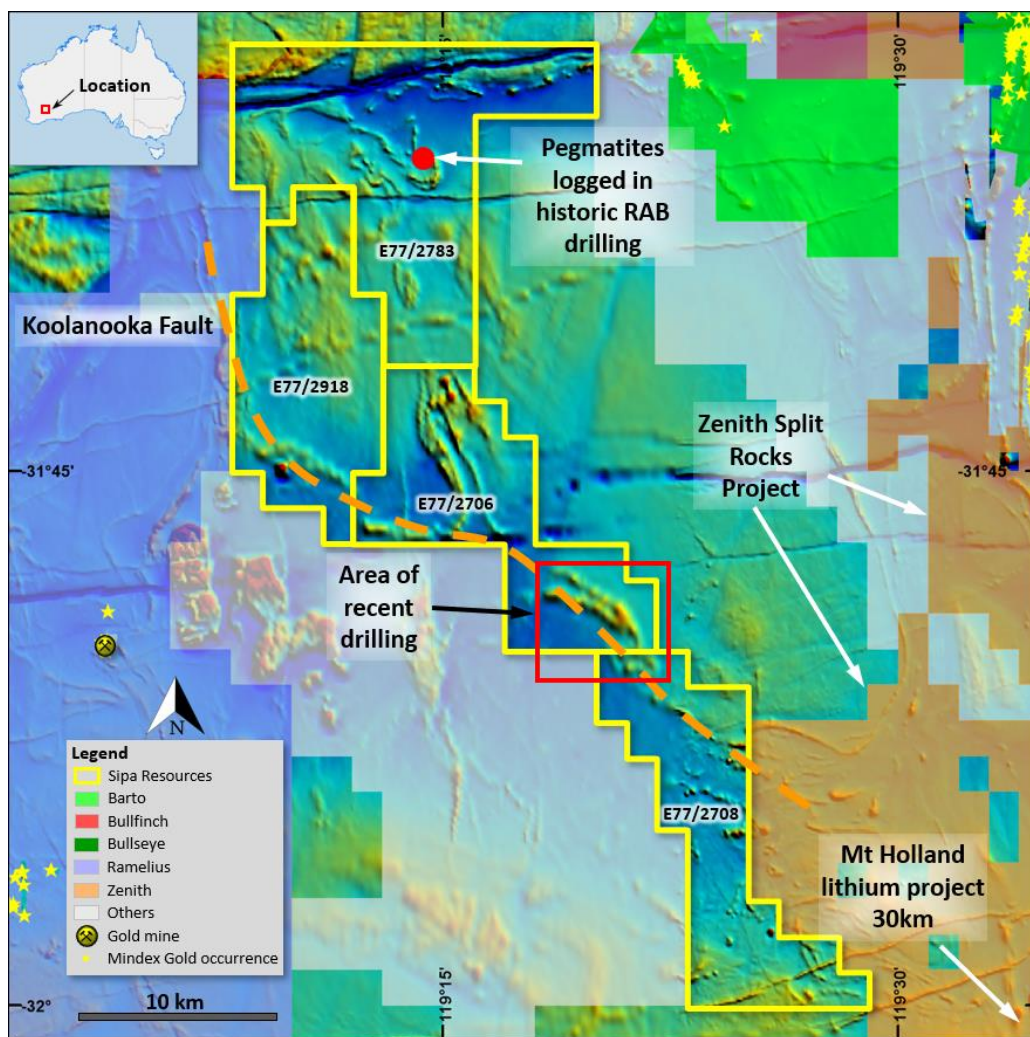 Location
119°15'
119°30'
Pegmatites
logged in
historic RAB
drilling
E77/2783
Koolanooka Fault
E77/2918
Zenith Split
Rocks
Project
-31°45'
-31°45'
E77/2706
Area of
recent
drilling
N
Legend
Sipa Resources
Barto
Bullfinch
Bullseye
Ramelius
Zenith
Others
Gold mine
Mindex Gold occurrence
E77/2708
Mt Holland
lithium project
30km
-32°
10 km
119°15'
119°30'